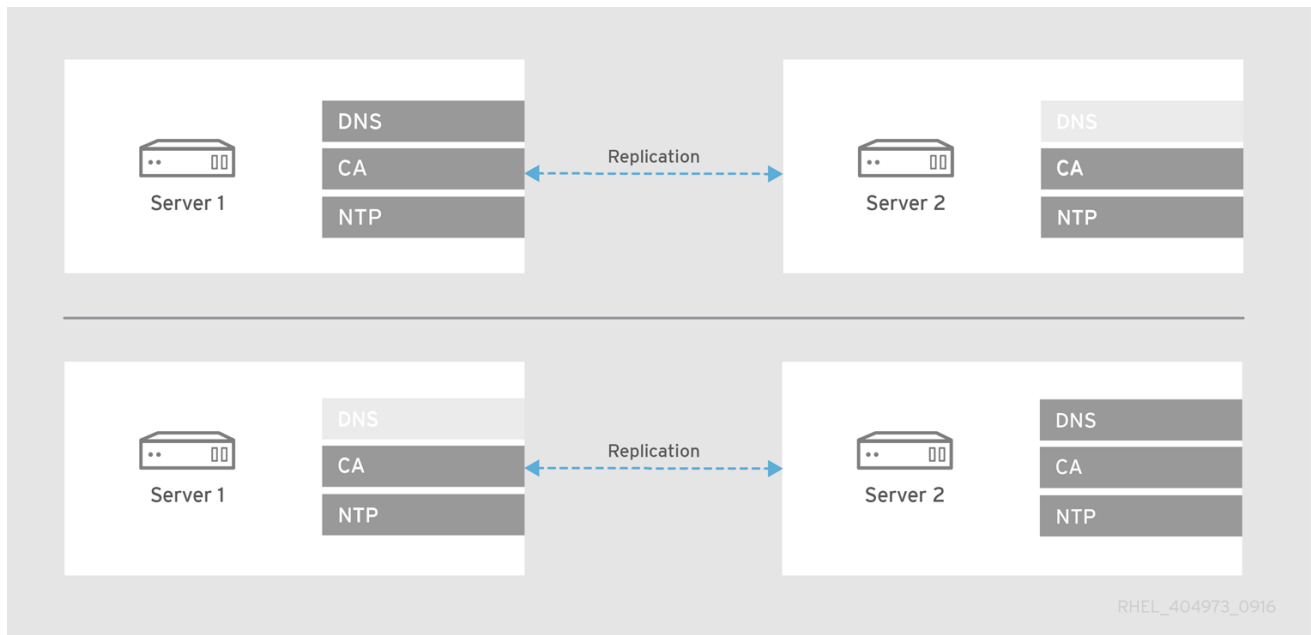 DNS
CA
NTP
Server 1
Replication
DNS
CA
NTP
Server 2
DNS
CA
NTP
Server 1
Replication
DNS
CA
NTP
Server 2
RHEL_404973_0916